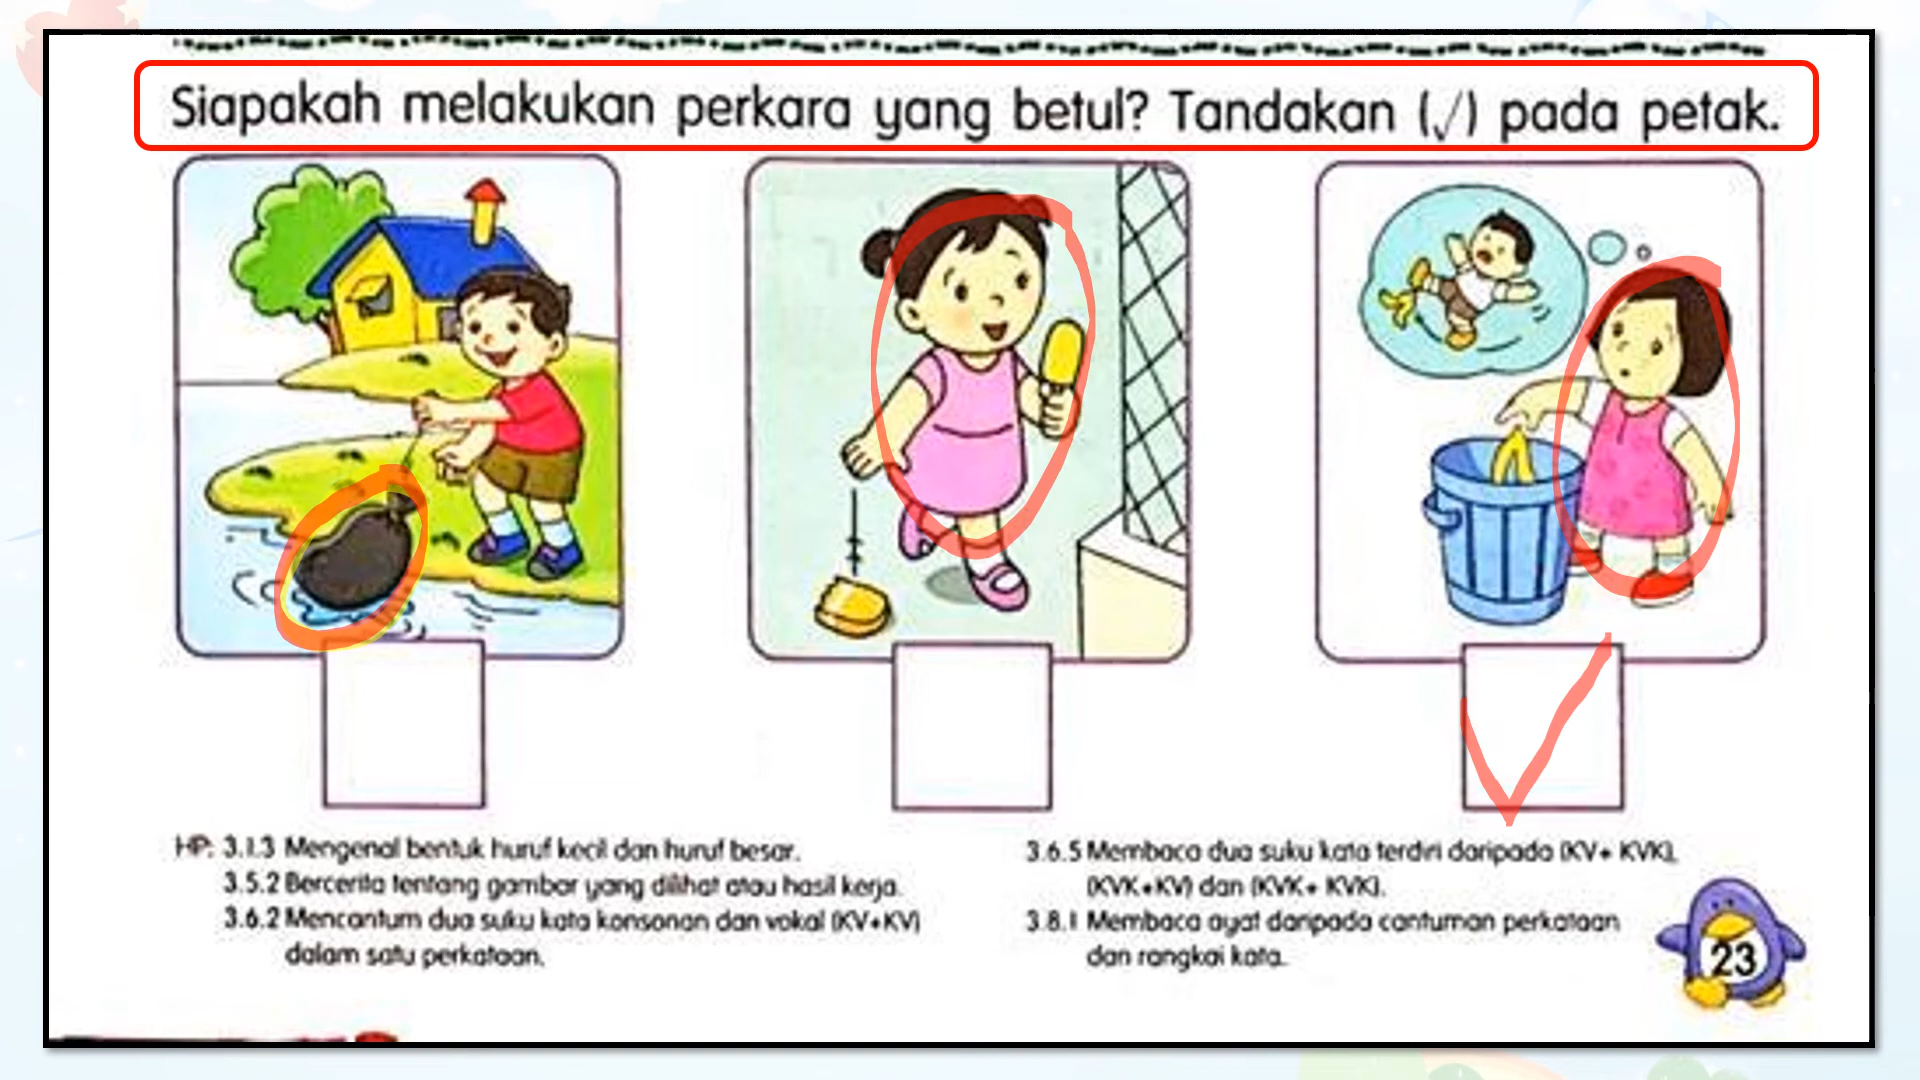 Siapakah melakukan perkara yang betul? Tandakan (✓) pada petak.
HP: 3.1.3 Mengenal bentuk huruf kecil dan huruf besar.
3.5.2 Bercerita tentang gambar yang dilihat atau hasil kerja.
3.6.2 Mencantum dua suku kata konsonan dan vokal (KV+KV)
dalam satu perkataan.
3.6.5 Membaca dua suku kata terdiri daripada (KV+ KVK),
(KVK+KV) dan (KVK+ KVK).
3.8.1 Membaca ayat daripada cantuman perkataan
dan rangkai kata.
23